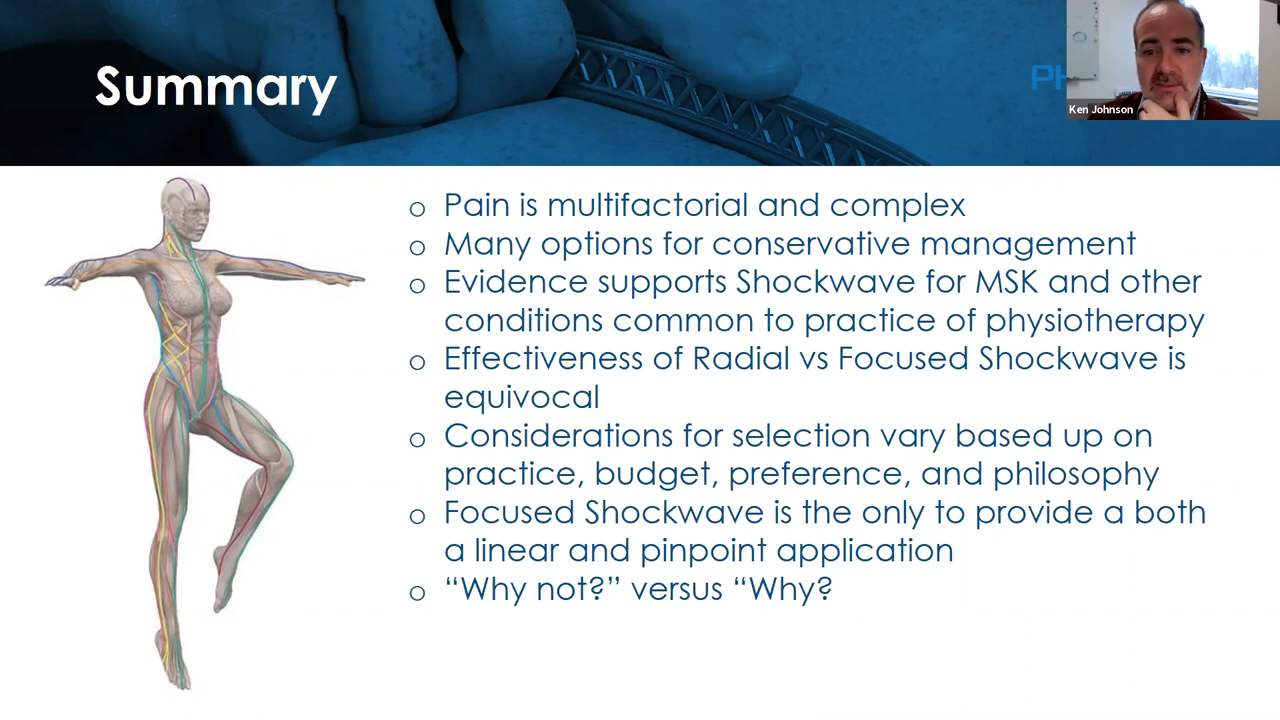 Summary
PH
Ken Johnson
o Pain is multifactorial and complex
o Many options for conservative management
o Evidence supports Shockwave for MSK and other
conditions common to practice of physiotherapy
o Effectiveness of Radial vs Focused Shockwave is
equivocal
o Considerations for selection vary based up on
practice, budget, preference, and philosophy
o Focused Shockwave is the only to provide a both
a linear and pinpoint application
o “Why not?” versus “Why?